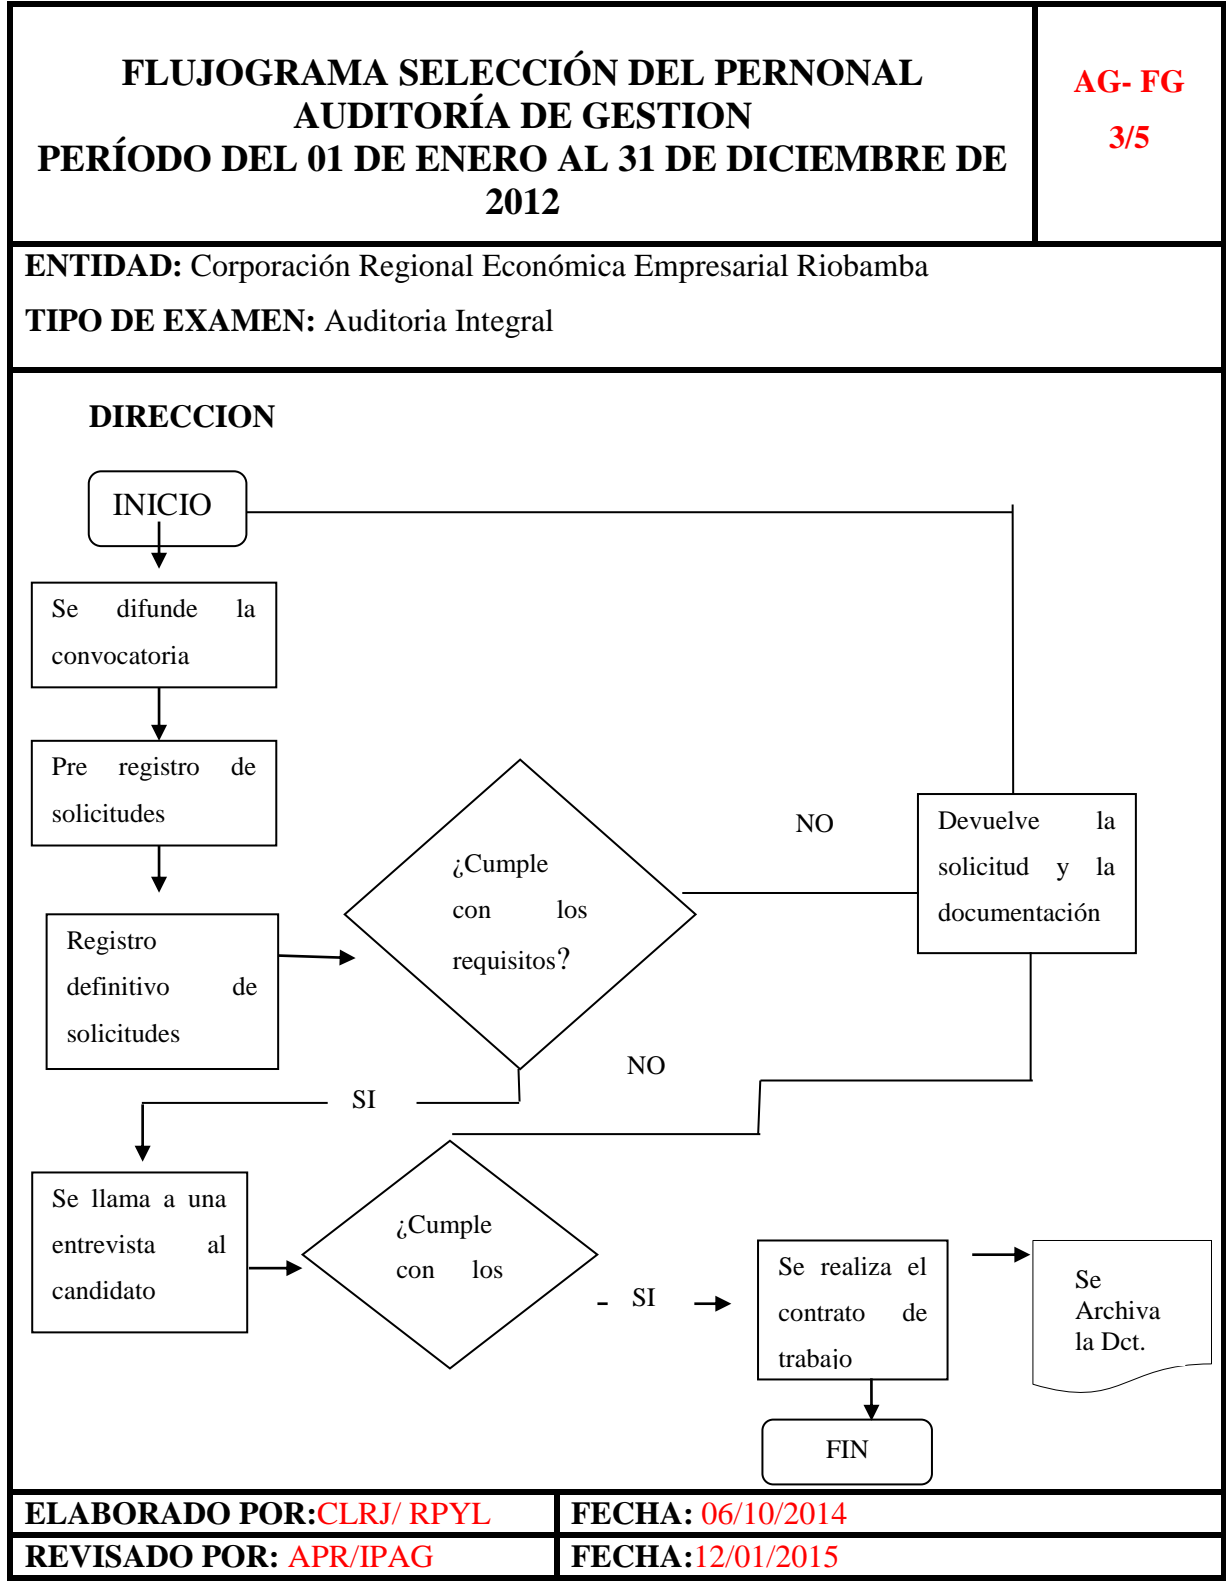 FLUJOGRAMA SELECCIÓN DEL PERNONAL
AUDITORÍA DE GESTION
PERÍODO DEL 01 DE ENERO AL 31 DE DICIEMBRE DE
2012
AG- FG
3/5
ENTIDAD: Corporación Regional Económica Empresarial Riobamba
TIPO DE EXAMEN: Auditoria Integral
DIRECCION
INICIO
Se difunde la
convocatoria
Pre registro de
solicitudes
Registro
definitivo de
solicitudes
¿Cumple
con los
requisitos?
NO
Devuelve la
solicitud y la
documentación
NO
SI
Se llama a una
entrevista al
candidato
¿Cumple
con los
SI
Se realiza el
contrato de
trabajo
Se
Archiva
la Dct.
FIN
ELABORADO POR:CLRJ/ RPYL
FECHA: 06/10/2014
REVISADO POR: APR/IPAG
FECHA:12/01/2015